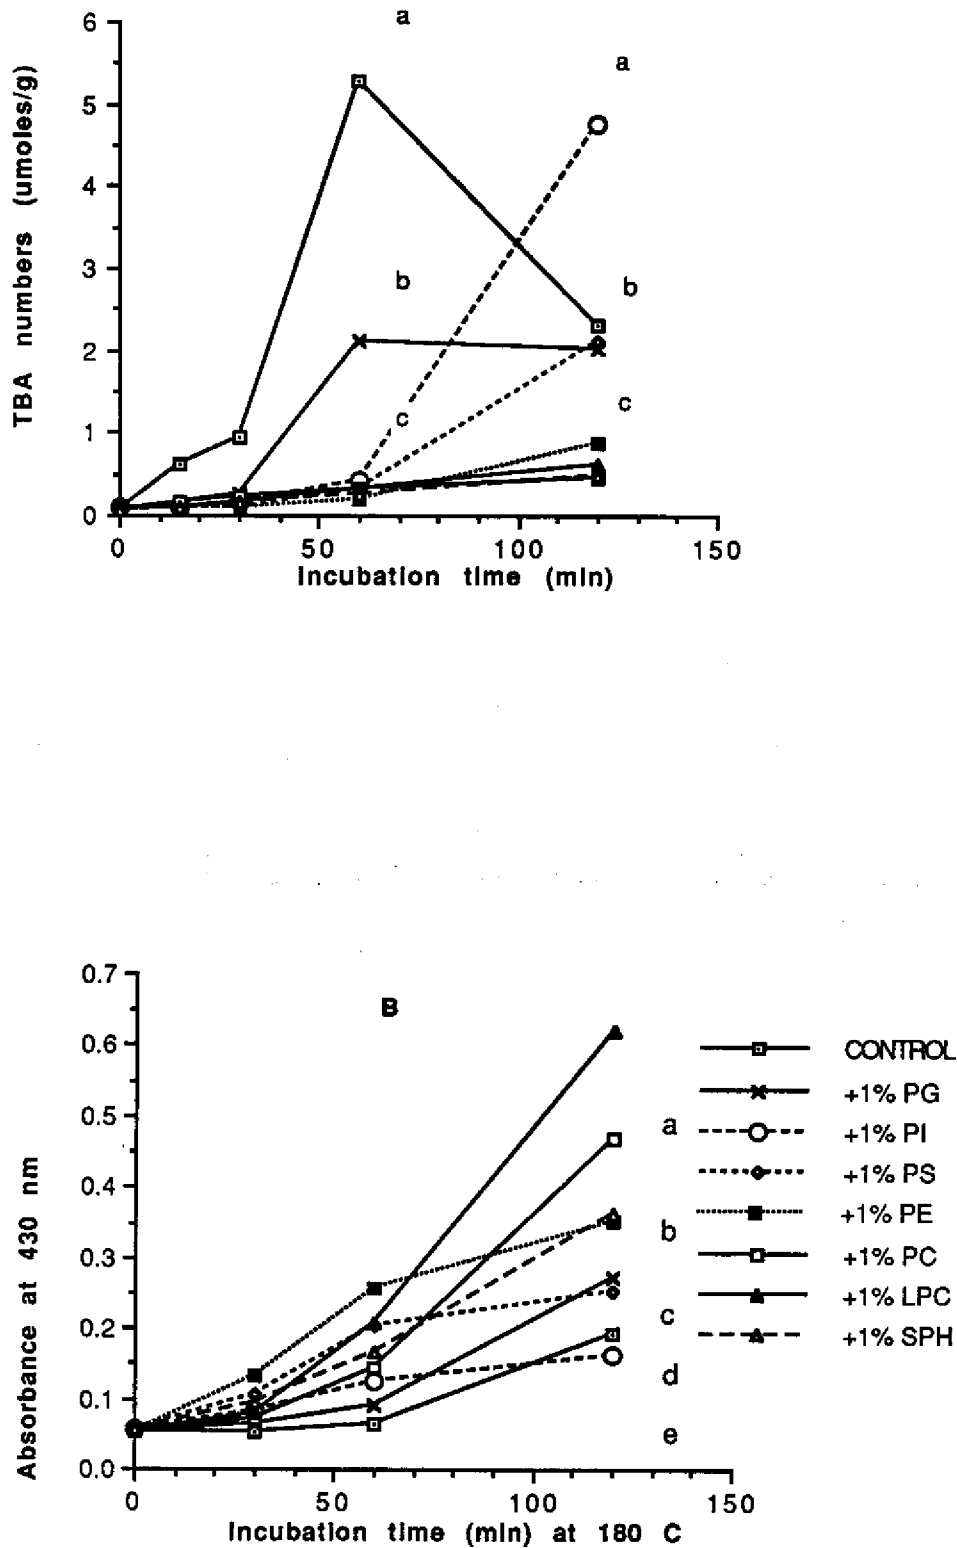 TBA numbers (umoles/g)
6
5
4
3
2
1
0
a
a
b
b
c
c
0
50
100
150
Incubation time (min)
Absorbance at 430 nm
0.7
0.6
0.5
0.4
0.3
0.2
0.1
0.0
B
a
b
c
d
e
CONTROL
+1% PG
+1% PI
+1% PS
+1% PE
+1% PC
+1% LPC
+1% SPH
0
50
100
150
Incubation time (min) at 180 C